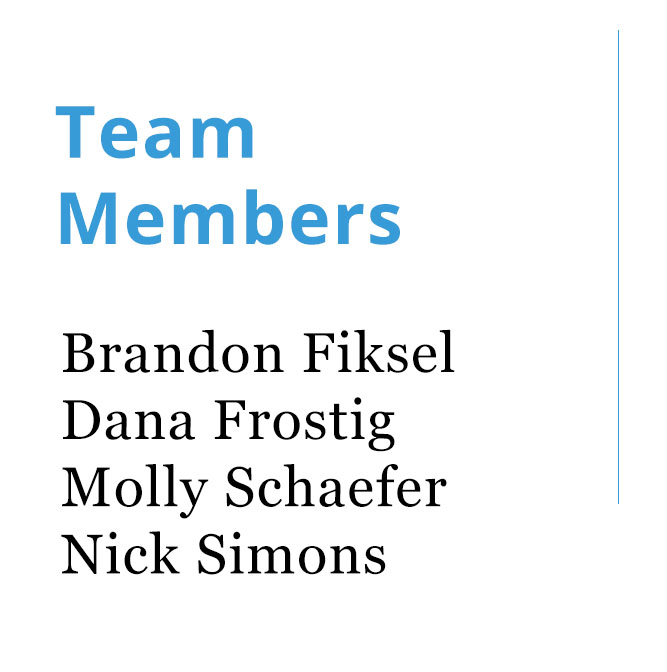 Team
Members
Brandon Fiksel
Dana Frostig
Molly Schaefer
Nick Simons